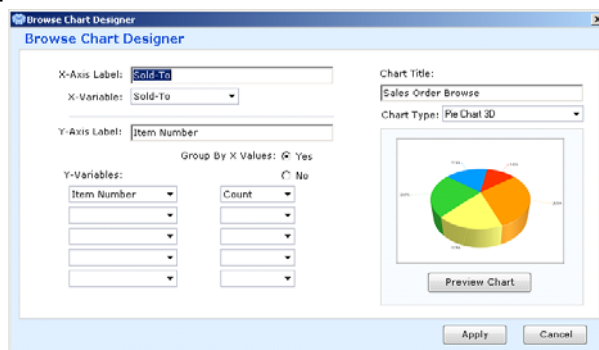 Browse Chart Designer
Browse Chart Designer
X-Axis Label: Sold-To
X-Variable: Sold-To
Y-Axis Label: Item Number
Group By X Values: Yes
No
Y-Variables:
Item Number Count
Chart Title:
Sales Order Browse
Chart Type: Pie Chart 3D
Preview Chart
Apply Cancel